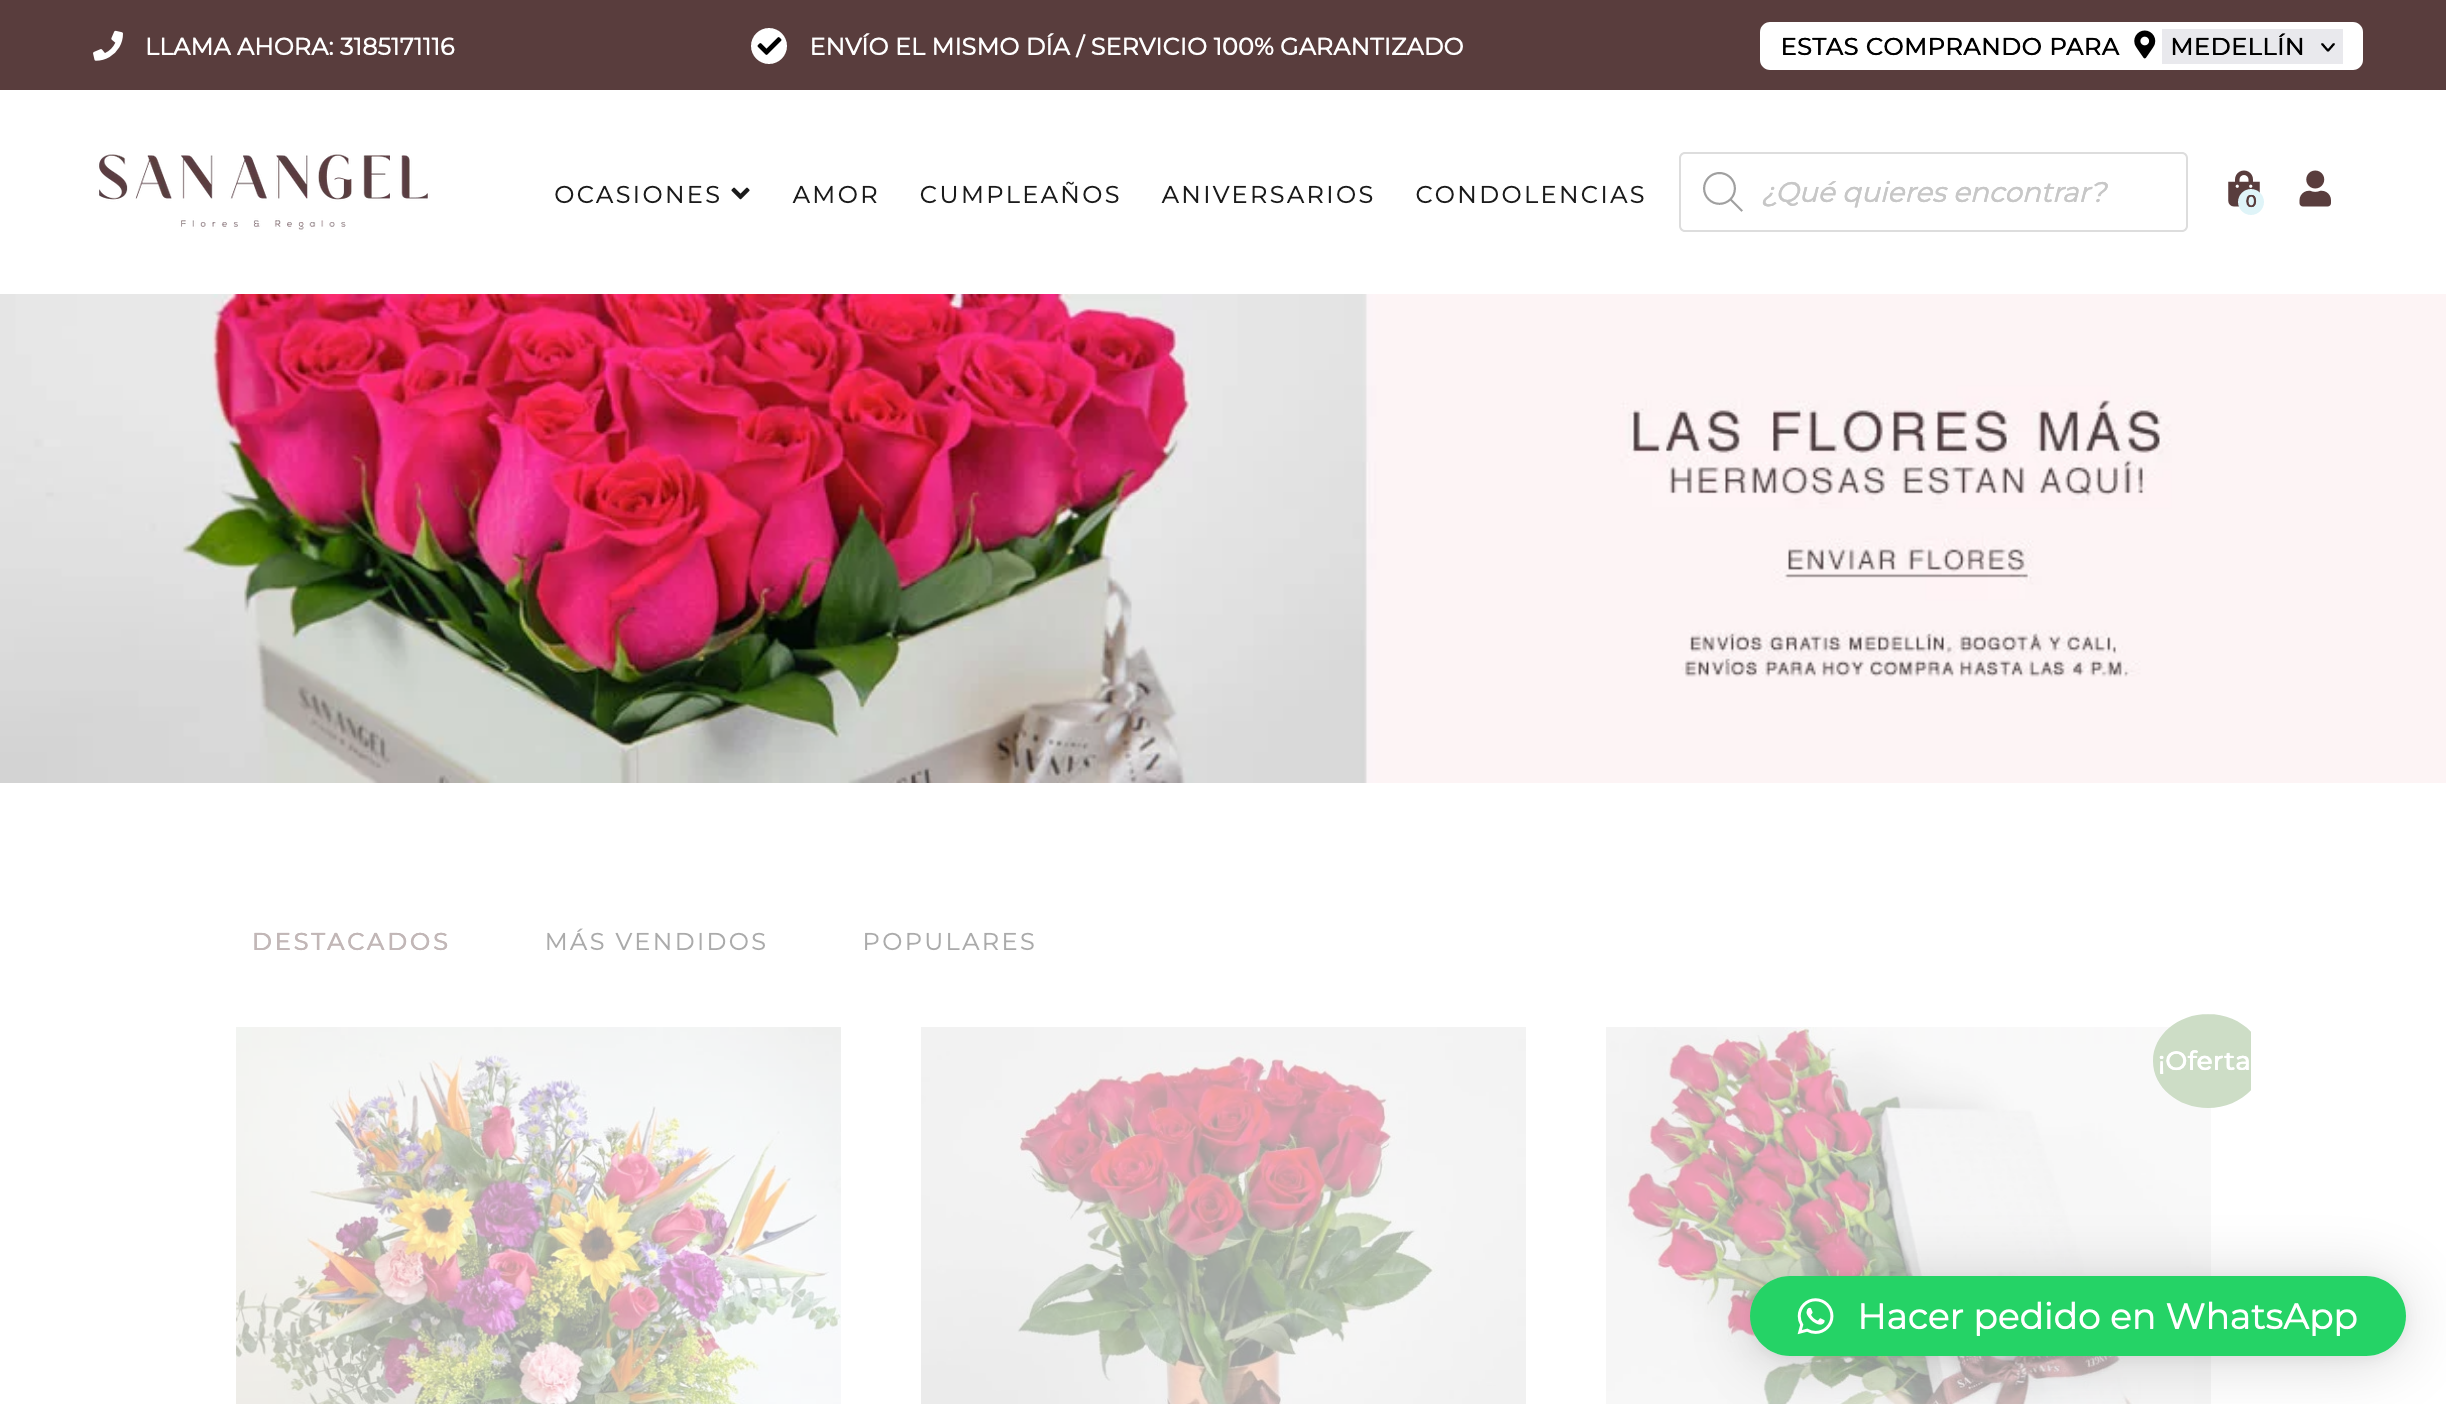 LLAMA AHORA: 3185171116
ENVÍO EL MISMO DÍA / SERVICIO 100% GARANTIZADO
ESTAS COMPRANDO PARA MEDELLÍN
SAN ANGEL
Flores & Regalos
OCASIONES AMOR CUMPLEAÑOS ANIVERSARIOS CONDOLENCIAS
¿Qué quieres encontrar?
0
LAS FLORES MÁS
HERMOSAS ESTAN AQUÍ!
ENVIAR FLORES
ENVÍOS GRATIS MEDELLÍN, BOGOTÁ Y CALI,
ENVÍOS PARA HOY COMPRA HASTA LAS 4 P.M.
SAN ANGEL
DESTACADOS MÁS VENDIDOS POPULARES
¡Oferta
Hacer pedido en WhatsApp